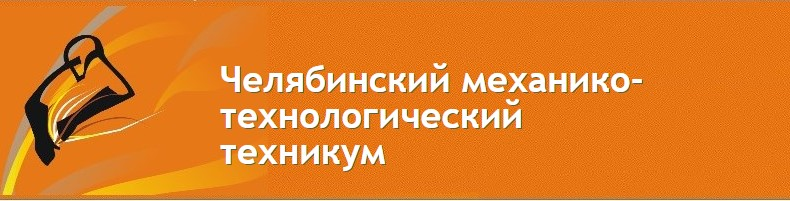 Челябинский механико-
технологический
техникум